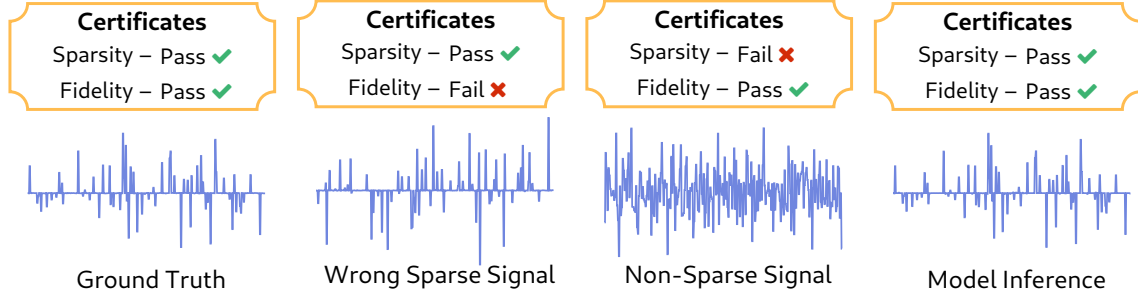 Certificates
Sparsity – Pass ✔
Fidelity – Pass ✔
Ground Truth
Certificates
Sparsity – Pass ✔
Fidelity – Fail ✖
Wrong Sparse Signal
Certificates
Sparsity – Fail ✖
Fidelity – Pass ✔
Non-Sparse Signal
Certificates
Sparsity – Pass ✔
Fidelity – Pass ✔
Model Inference